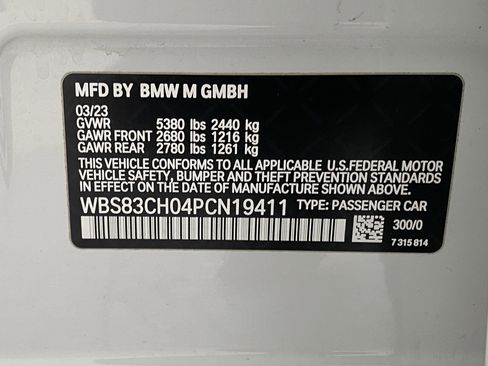 MFD BY BMW M GMBH
03/23
GVWR 5380 lbs 2440 kg
GAWR FRONT 2680 lbs 1216 kg
GAWR REAR 2780 lbs 1261 kg
THIS VEHICLE CONFORMS TO ALL APPLICABLE U.S.FEDERAL MOTOR
VEHICLE SAFETY, BUMPER AND THEFT PREVENTION STANDARDS
IN EFFECT ON THE DATE OF MANUFACTURE SHOWN ABOVE.
WBS83CH04PCN19411 TYPE: PASSENGER CAR
300/0
7 315 814